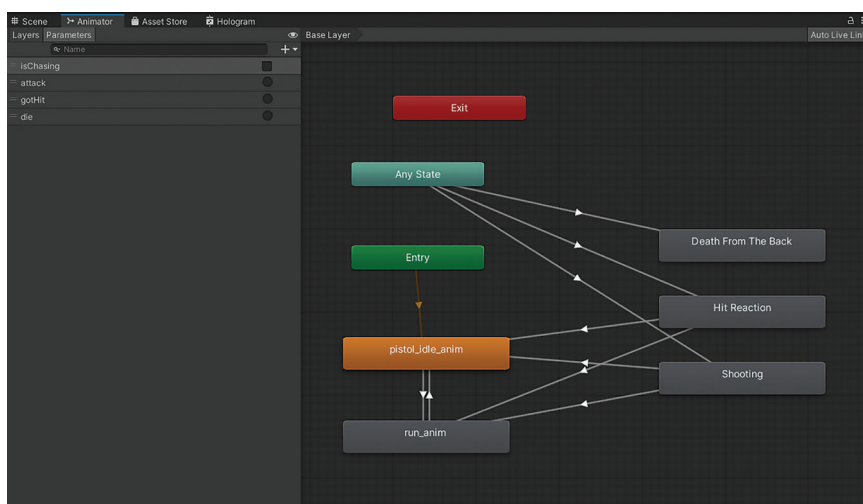 Scene Animator Asset Store Hologram
Layers Parameters
Base Layer
Auto Live Lin
Name
isChasing
attack
gotHit
die
Exit
Any State
Death From The Back
Entry
Hit Reaction
pistol_idle_anim
Shooting
run_anim